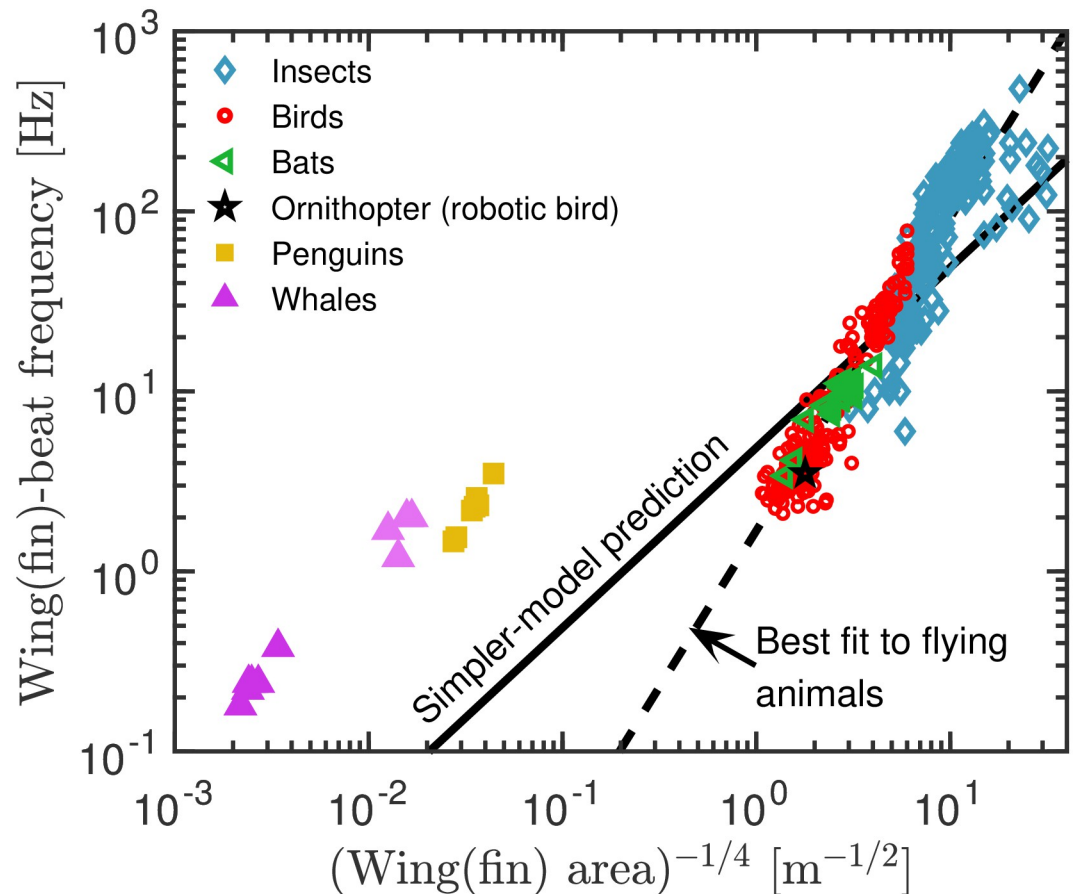 Wing(fin)-beat frequency [Hz]
10^3
10^2
10^1
10^0
10^-1
Insects
Birds
Bats
Ornithopter (robotic bird)
Penguins
Whales
Simpler-model prediction
Best fit to flying
animals
10^-3
10^-2
10^-1
10^0
10^1
(Wing(fin) area)^-1/4 [m^-1/2]